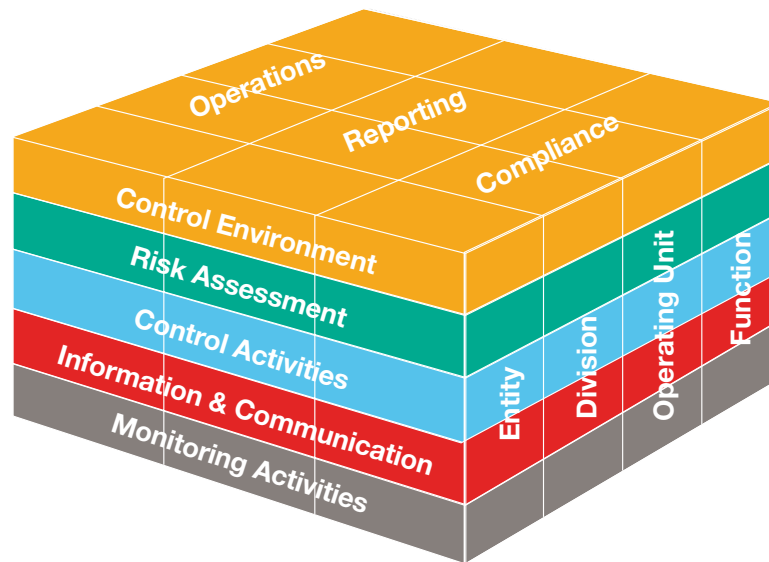 Operations
Reporting
Compliance
Control Environment
Risk Assessment
Control Activities
Information & Communication
Monitoring Activities
Entity
Division
Operating Unit
Function